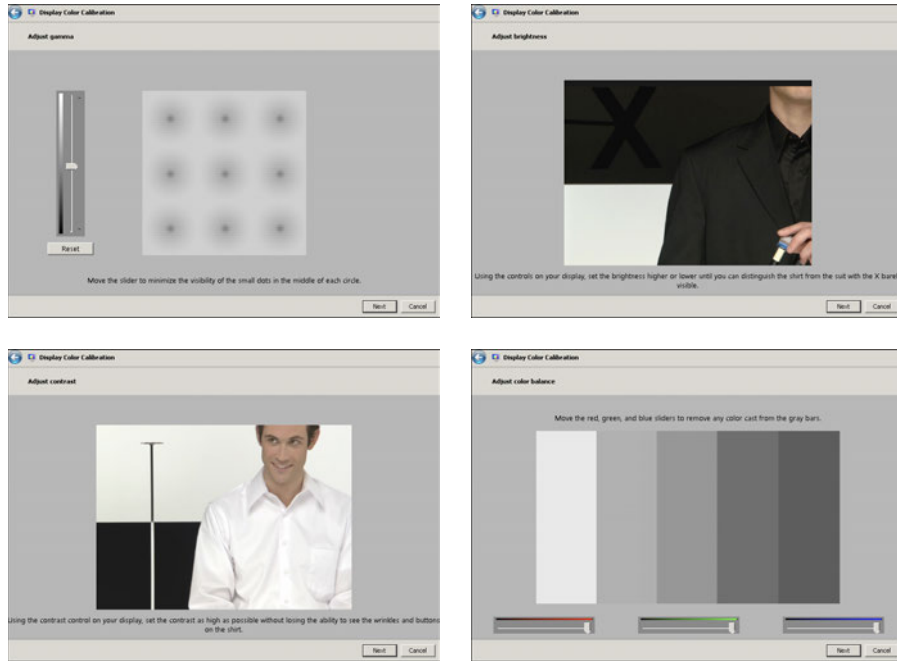 Display Color Calibration
Adjust gamma
Reset
Move the slider to minimize the visibility of the small dots in the middle of each circle.
Next Cancel
Display Color Calibration
Adjust brightness
X
Using the controls on your display, set the brightness higher or lower until you can distinguish the shirt from the suit with the X barel
visible.
Next Cancel
Display Color Calibration
Adjust contrast
Using the contrast control on your display, set the contrast as high as possible without losing the ability to see the wrinkles and buttons
on the shirt.
Next Cancel
Display Color Calibration
Adjust color balance
Move the red, green, and blue sliders to remove any color cast from the gray bars.
Next Cancel